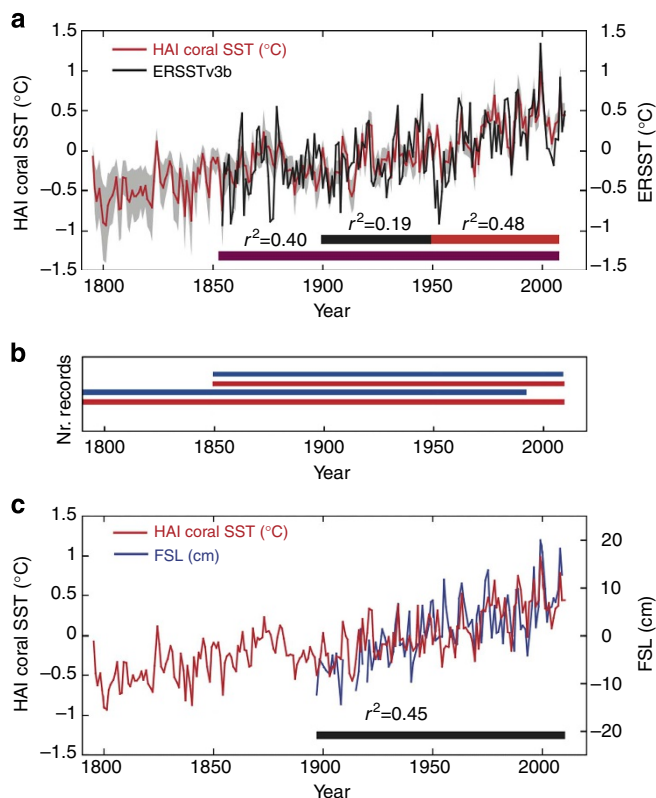 a
HAI coral SST (°C)
ERSSTv3b
1.5
1
0.5
0
−0.5
−1
−1.5
HAI coral SST (°C)
1.5
1
0.5
0
−0.5
−1
−1.5
ERSST (°C)
r²=0.40
r²=0.19
r²=0.48
1800 1850 1900 1950 2000
Year
b
Nr. records
1800 1850 1900 1950 2000
Year
c
HAI coral SST (°C)
FSL (cm)
1.5
1
0.5
0
−0.5
−1
−1.5
HAI coral SST (°C)
20
10
0
−10
−20
FSL (cm)
r²=0.45
1800 1850 1900 1950 2000
Year